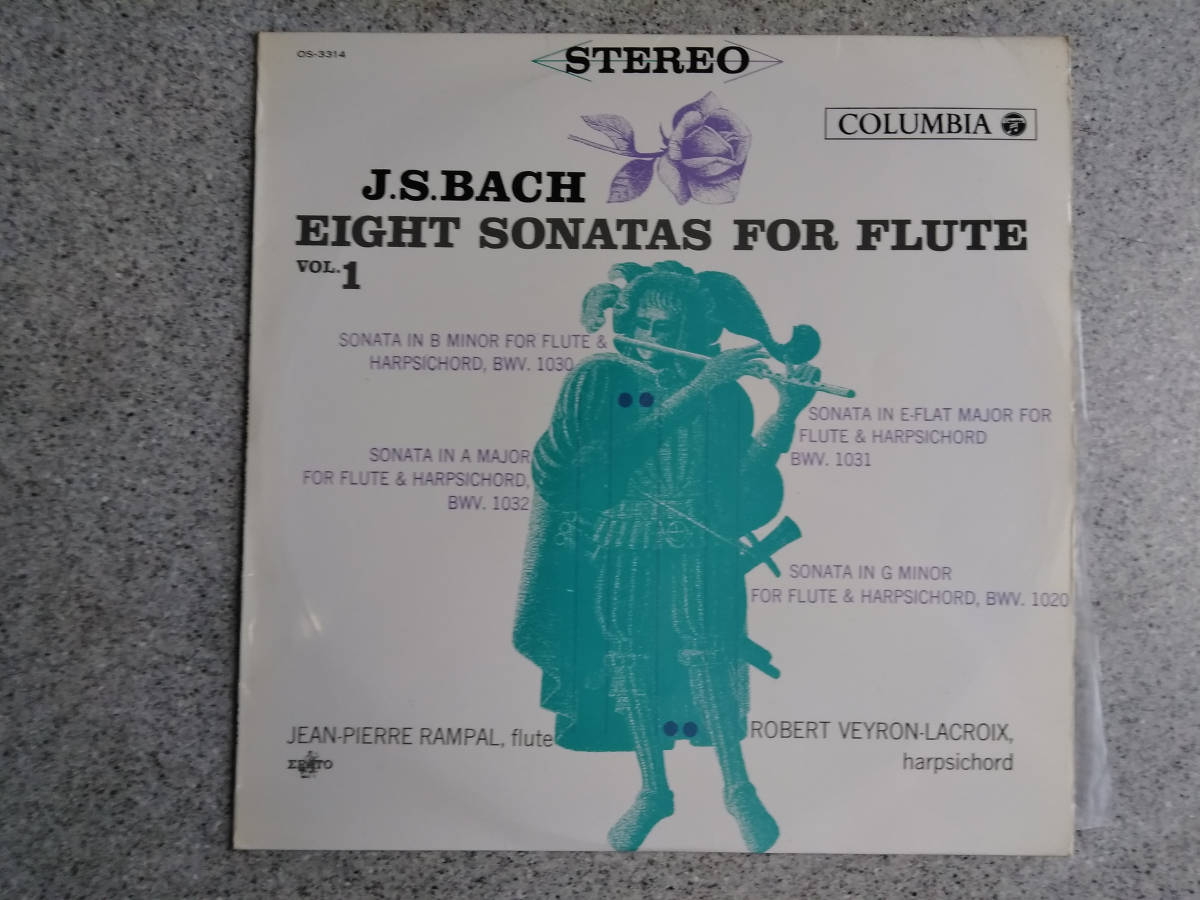 OS-3314
STEREO
COLUMBIA
J.S.BACH
EIGHT SONATAS FOR FLUTE
VOL.1
SONATA IN B MINOR FOR FLUTE &
HARPSICHORD, BWV. 1030
SONATA IN E-FLAT MAJOR FOR
FLUTE & HARPSICHORD
BWV. 1031
SONATA IN A MAJOR
FOR FLUTE & HARPSICHORD,
BWV. 1032
SONATA IN G MINOR
FOR FLUTE & HARPSICHORD, BWV. 1020
JEAN-PIERRE RAMPAL, flute
ERATO
ROBERT VEYRON-LACROIX,
harpsichord